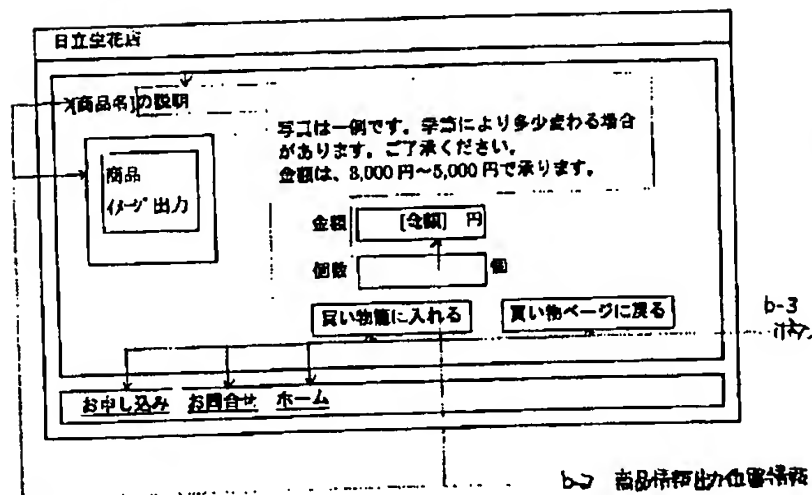 日立生花店
[商品名]の説明
写真は一例です。季節により多少変わる場合
があります。ご了承ください。
金額は、3,000円～5,000円で承ります。
商品
イメージ出力
金額 [金額] 円
個数 個
買い物籠に入れる 買い物ページに戻る
b-3
ボタン
お申し込み お問合せ ホーム
b-2 商品情報出力位置情報